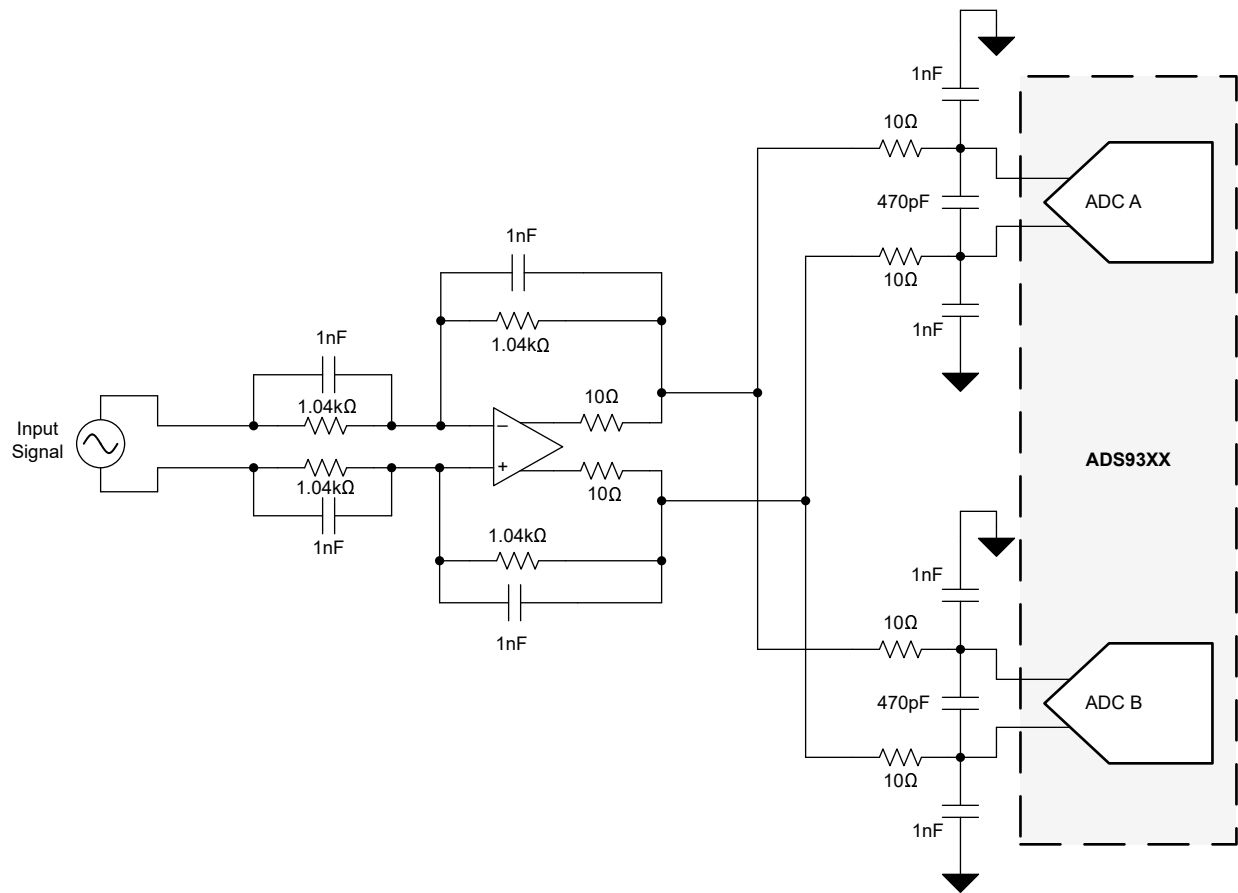 1nF
10Ω
470pF
ADC A
10Ω
1nF
1nF
1.04kΩ
1nF
1.04kΩ
10Ω
Input
Signal
−
+
1.04kΩ
10Ω
1nF
1.04kΩ
1nF
ADS93XX
1nF
10Ω
470pF
ADC B
10Ω
1nF